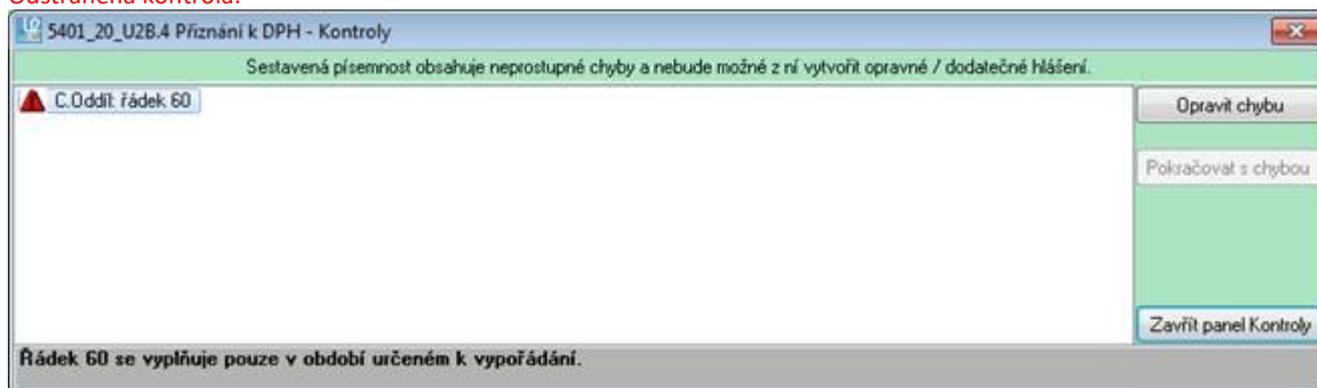 Odstraněná kontrola:
5401_20_U2B.4 Přiznání k DPH - Kontroly
Sestavená písemnost obsahuje neprostupné chyby a nebude možné z ní vytvořit opravné / dodatečné hlášení.
C.Oddíl: řádek 60
Opravit chybu
Pokračovat s chybou
Zavřít panel Kontroly
Řádek 60 se vyplňuje pouze v období určeném k vypořádání.